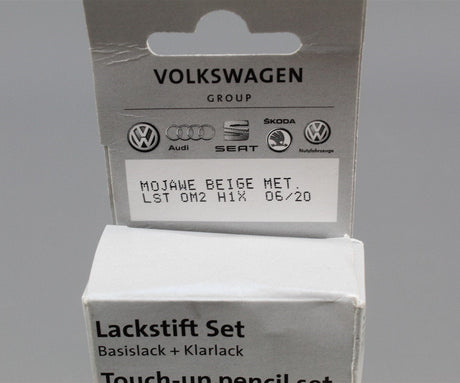 VOLKSWAGEN
GROUP
Audi SEAT ŠKODA Nutzfahrzeuge
MOJAWE BEIGE MET.
LST 0M2 H1X 06/20
Lackstift Set
Basislack + Klarlack
Touch-up pencil set